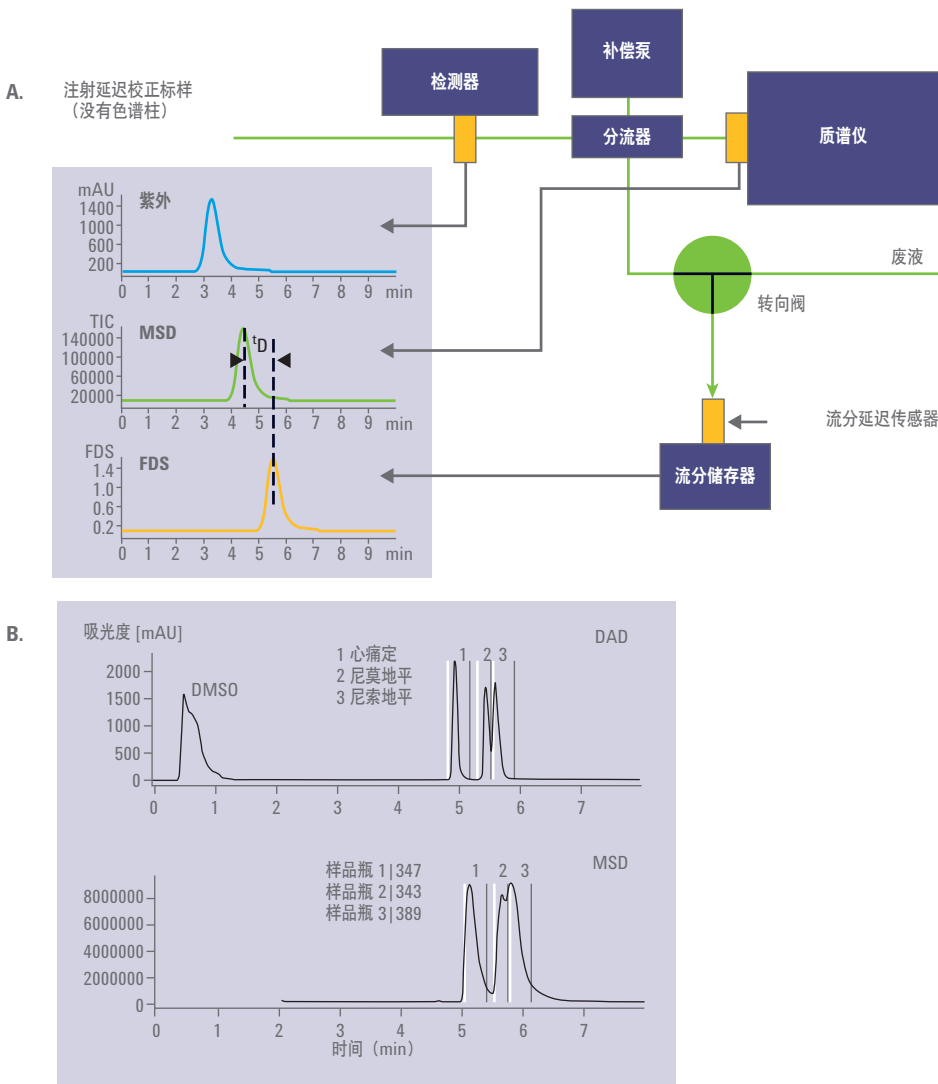 A.
注射延迟校正标样
（没有色谱柱）
检测器
补偿泵
分流器
质谱仪
废液
转向阀
流分延迟传感器
流分储存器
mAU
紫外
1400
1000
600
200
0 1 2 3 4 5 6 7 8 9 min
TIC
MSD
tD
140000
100000
60000
20000
0 1 2 3 4 5 6 7 8 9 min
FDS
FDS
1.4
1.0
0.6
0.2
0 1 2 3 4 5 6 7 8 9 min
B.
吸光度 [mAU]
DAD
1 心痛定
2 尼莫地平
3 尼索地平
1 2 3
DMSO
2000
1500
1000
500
0
0 1 2 3 4 5 6 7
MSD
样品瓶 1|347
样品瓶 2|343
样品瓶 3|389
1 2 3
8000000
6000000
4000000
2000000
0
0 1 2 3 4 5 6 7
时间（min）